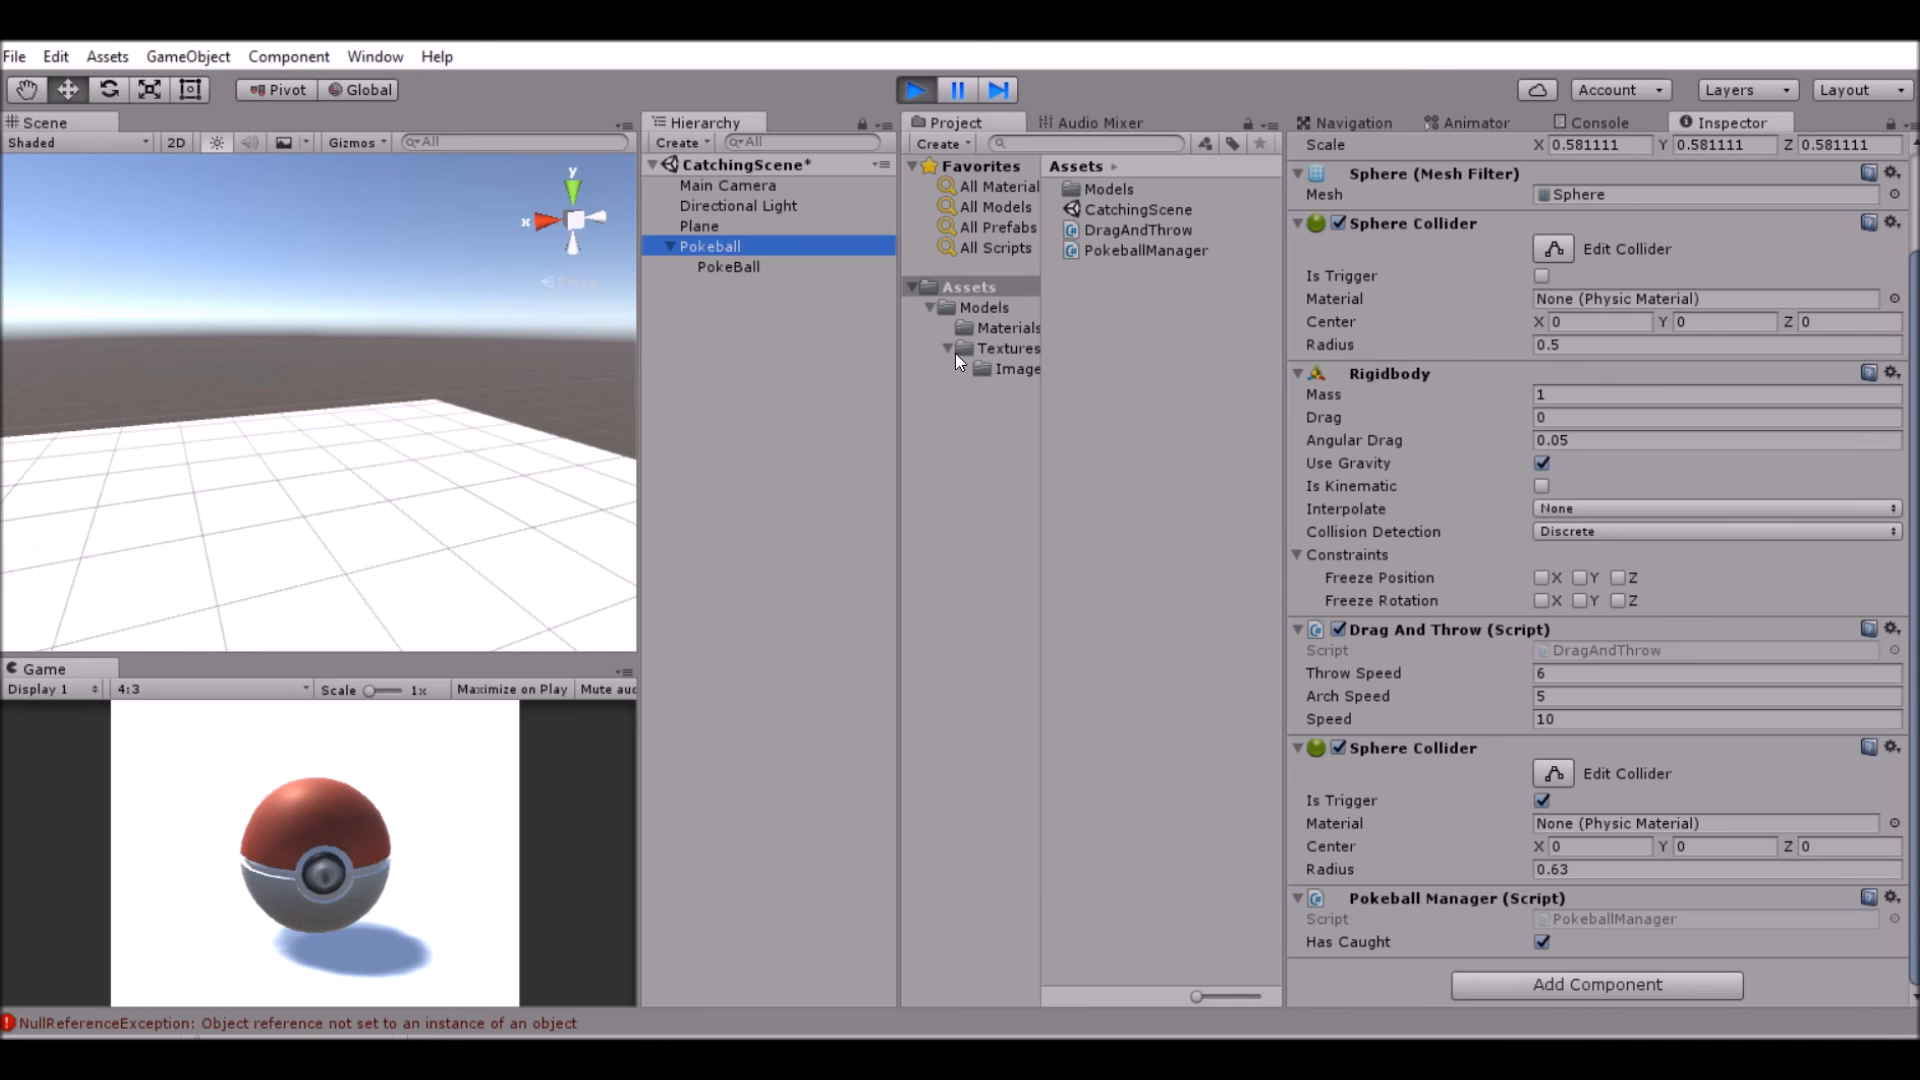 File Edit Assets GameObject Component Window Help
Pivot Global Account Layers Layout
Scene
Shaded 2D Gizmos All
y
x
Persp
Game
Display 1 4:3 Scale 1x Maximize on Play Mute aud
Hierarchy
Create All
CatchingScene*
Main Camera
Directional Light
Plane
Pokeball
PokeBall
Project Audio Mixer
Create
Favorites
All Material
All Models
All Prefabs
All Scripts
Assets
Models
Materials
Textures
Image
Assets
Models
CatchingScene
DragAndThrow
PokeballManager
Navigation Animator Console Inspector
Scale X 0.581111 Y 0.581111 Z 0.581111
Sphere (Mesh Filter)
Mesh Sphere
Sphere Collider
Edit Collider
Is Trigger
Material None (Physic Material)
Center X 0 Y 0 Z 0
Radius 0.5
Rigidbody
Mass 1
Drag 0
Angular Drag 0.05
Use Gravity
Is Kinematic
Interpolate None
Collision Detection Discrete
Constraints
Freeze Position X Y Z
Freeze Rotation X Y Z
Drag And Throw (Script)
Script DragAndThrow
Throw Speed 6
Arch Speed 5
Speed 10
Sphere Collider
Edit Collider
Is Trigger
Material None (Physic Material)
Center X 0 Y 0 Z 0
Radius 0.63
Pokeball Manager (Script)
Script PokeballManager
Has Caught
Add Component
NullReferenceException: Object reference not set to an instance of an object